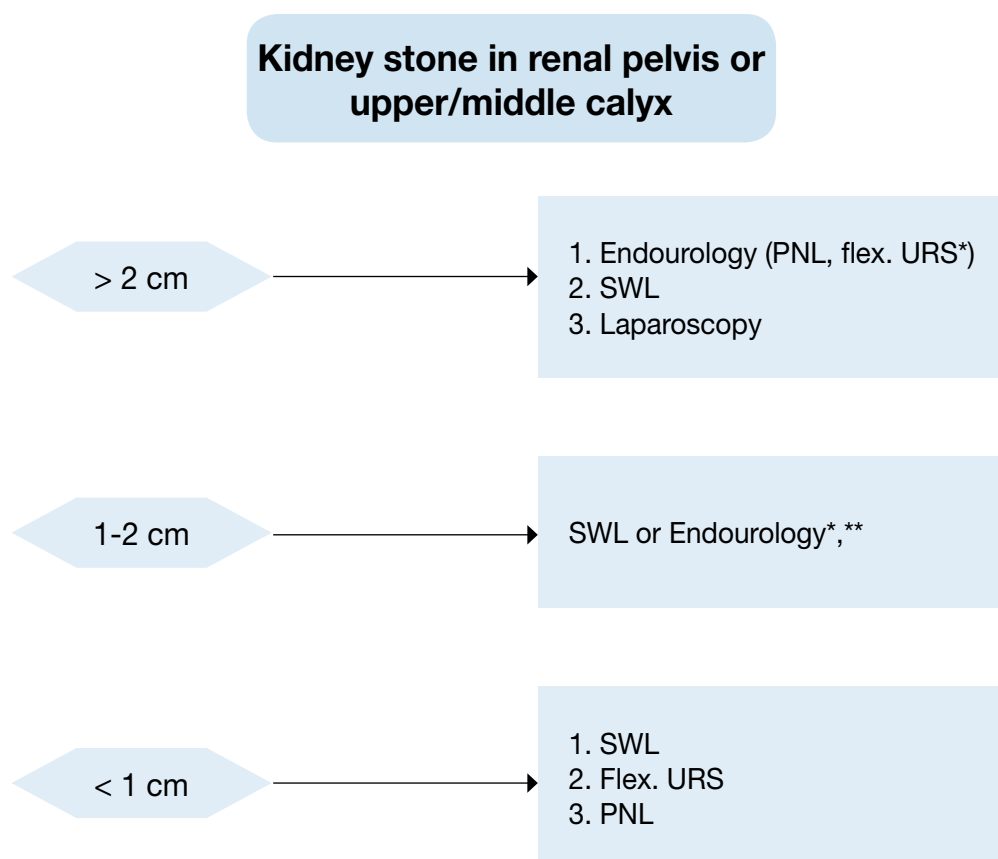 Kidney stone in renal pelvis or
upper/middle calyx
> 2 cm
1. Endourology (PNL, flex. URS*)
2. SWL
3. Laparoscopy
1-2 cm
SWL or Endourology*,**
< 1 cm
1. SWL
2. Flex. URS
3. PNL